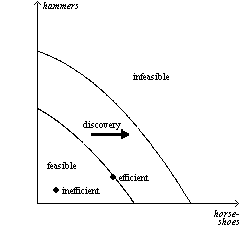 hammers
infeasible
discovery
feasible
efficient
inefficient
horse-
shoes